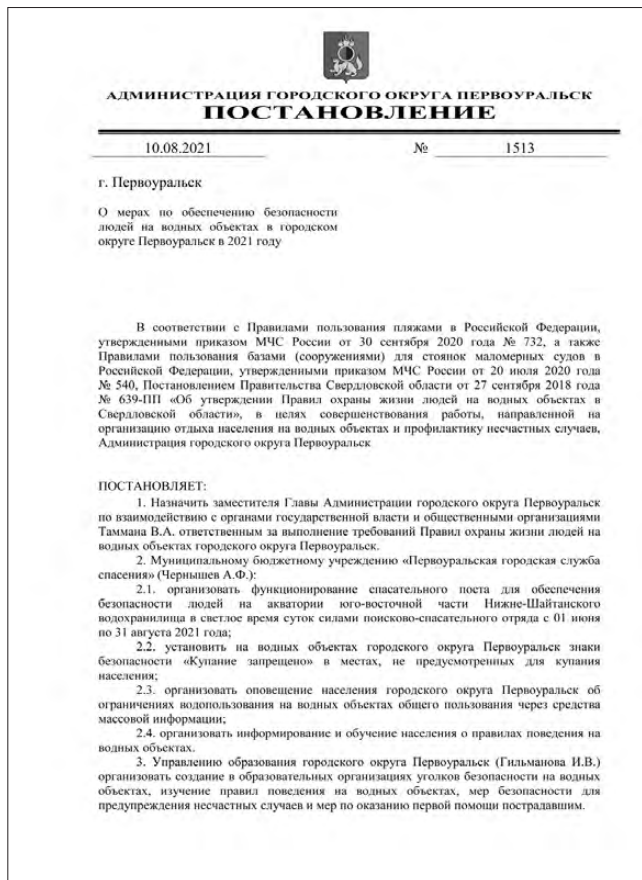 АДМИНИСТРАЦИЯ ГОРОДСКОГО ОКРУГА ПЕРВОУРАЛЬСК
ПОСТАНОВЛЕНИЕ
10.08.2021 № 1513
г. Первоуральск
О мерах по обеспечению безопасности
людей на водных объектах в городском
округе Первоуральск в 2021 году
В соответствии с Правилами пользования пляжами в Российской Федерации,
утвержденными приказом МЧС России от 30 сентября 2020 года № 732, а также
Правилами пользования базами (сооружениями) для стоянок маломерных судов в
Российской Федерации, утвержденными приказом МЧС России от 20 июля 2020 года
№ 540, Постановлением Правительства Свердловской области от 27 сентября 2018 года
№ 639-ПП «Об утверждении Правил охраны жизни людей на водных объектах в
Свердловской области», в целях совершенствования работы, направленной на
организацию отдыха населения на водных объектах и профилактику несчастных случаев,
Администрация городского округа Первоуральск
ПОСТАНОВЛЯЕТ:
1. Назначить заместителя Главы Администрации городского округа Первоуральск
по взаимодействию с органами государственной власти и общественными организациями
Таммана В.А. ответственным за выполнение требований Правил охраны жизни людей на
водных объектах городского округа Первоуральск.
2. Муниципальному бюджетному учреждению «Первоуральская городская служба
спасения» (Чернышев А.Ф.):
2.1. организовать функционирование спасательного поста для обеспечения
безопасности людей на акватории юго-восточной части Нижне-Шайтанского
водохранилища в светлое время суток силами поисково-спасательного отряда с 01 июня
по 31 августа 2021 года;
2.2. установить на водных объектах городского округа Первоуральск знаки
безопасности «Купание запрещено» в местах, не предусмотренных для купания
населения;
2.3. организовать оповещение населения городского округа Первоуральск об
ограничениях водопользования на водных объектах общего пользования через средства
массовой информации;
2.4. организовать информирование и обучение населения о правилах поведения на
водных объектах.
3. Управлению образования городского округа Первоуральск (Гильманова И.В.)
организовать создание в образовательных организациях уголков безопасности на водных
объектах, изучение правил поведения на водных объектах, мер безопасности для
предупреждения несчастных случаев и мер по оказанию первой помощи пострадавшим.